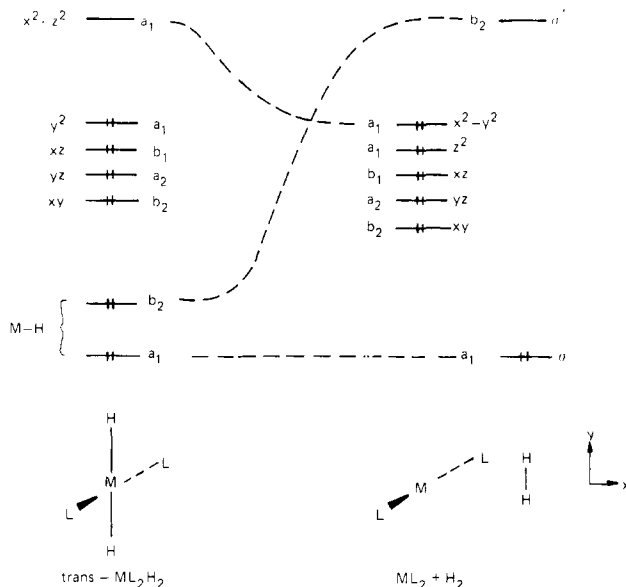 x² - z² a₁
b₂ σ*
y² a₁
a₁ x²-y²
xz b₁
a₁ z²
yz a₂
b₁ xz
xy b₂
a₂ yz
b₂ xy
b₂
M-H
a₁
a₁ σ
H
L
M
L
H
L
M
L
H
H
y
x
trans - ML₂H₂
ML₂ + H₂